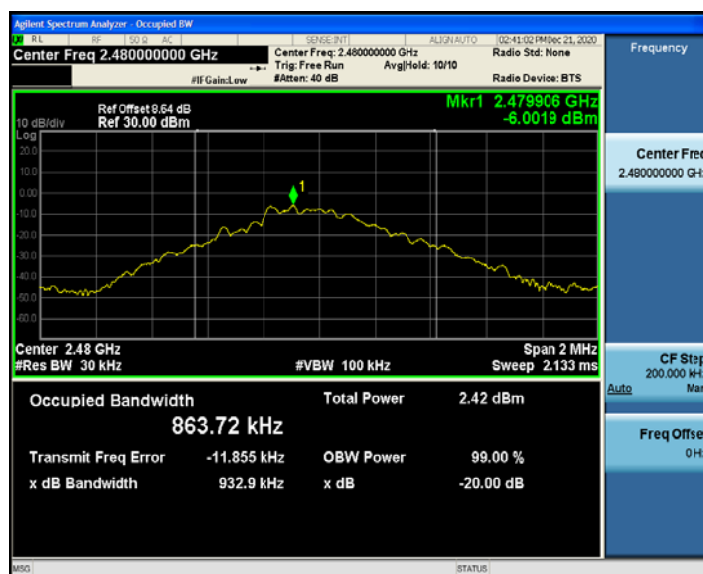 Agilent Spectrum Analyzer - Occupied BW
RL RF 50 Ω AC SENSE:INT ALIGN AUTO 02:41:02 PM Dec 21, 2020
Center Freq 2.480000000 GHz
Center Freq: 2.480000000 GHz
Radio Std: None
Trig: Free Run Avg|Hold: 10/10
#IFGain:Low #Atten: 40 dB Radio Device: BTS
Mkr1 2.479906 GHz
-6.0019 dBm
Ref Offset 8.64 dB
10 dB/div Ref 30.00 dBm
Log
20.0
10.0
0.00
-10.0
-20.0
-30.0
-40.0
-50.0
-60.0
1
Center 2.48 GHz Span 2 MHz
#Res BW 30 kHz #VBW 100 kHz Sweep 2.133 ms
Occupied Bandwidth Total Power 2.42 dBm
863.72 kHz
Transmit Freq Error -11.855 kHz OBW Power 99.00 %
x dB Bandwidth 932.9 kHz x dB -20.00 dB
MSG STATUS
Frequency
Center Freq
2.480000000 GHz
CF Step
200.000 kHz
Auto Man
Freq Offset
0 Hz